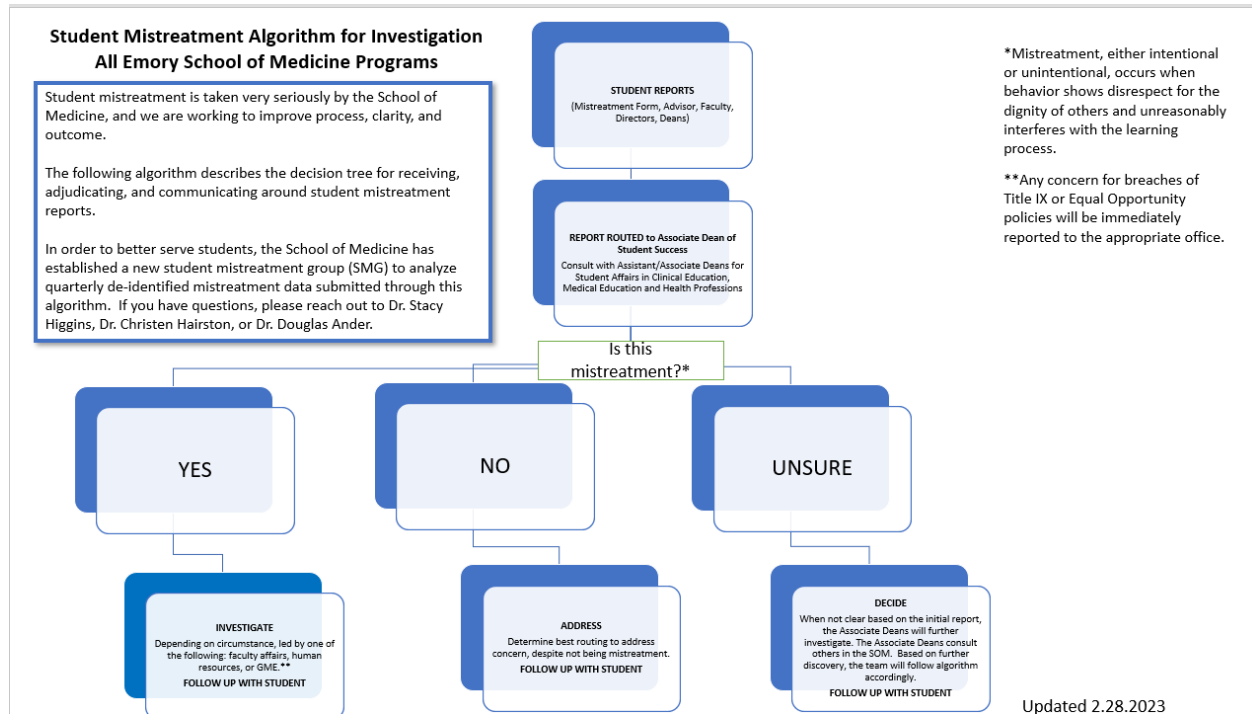 Student Mistreatment Algorithm for Investigation
All Emory School of Medicine Programs
Student mistreatment is taken very seriously by the School of
Medicine, and we are working to improve process, clarity, and
outcome.
The following algorithm describes the decision tree for receiving,
adjudicating, and communicating around student mistreatment
reports.
In order to better serve students, the School of Medicine has
established a new student mistreatment group (SMG) to analyze
quarterly de-identified mistreatment data submitted through this
algorithm.  If you have questions, please reach out to Dr. Stacy
Higgins, Dr. Christen Hairston, or Dr. Douglas Ander.
STUDENT REPORTS
(Mistreatment Form, Advisor, Faculty,
Directors, Deans)
*Mistreatment, either intentional
or unintentional, occurs when
behavior shows disrespect for the
dignity of others and unreasonably
interferes with the learning
process.
**Any concern for breaches of
Title IX or Equal Opportunity
policies will be immediately
reported to the appropriate office.
REPORT ROUTED to Associate Dean of
Student Success
Consult with Assistant/Associate Deans for
Student Affairs in Clinical Education,
Medical Education and Health Professions
Is this
mistreatment?*
YES
NO
UNSURE
INVESTIGATE
Depending on circumstance, led by one of
the following: faculty affairs, human
resources, or GME.**
FOLLOW UP WITH STUDENT
ADDRESS
Determine best routing to address
concern, despite not being mistreatment.
FOLLOW UP WITH STUDENT
DECIDE
When not clear based on the initial report,
the Associate Deans will further
investigate. The Associate Deans consult
others in the SOM.  Based on further
discovery, the team will follow algorithm
accordingly.
FOLLOW UP WITH STUDENT
Updated 2.28.2023